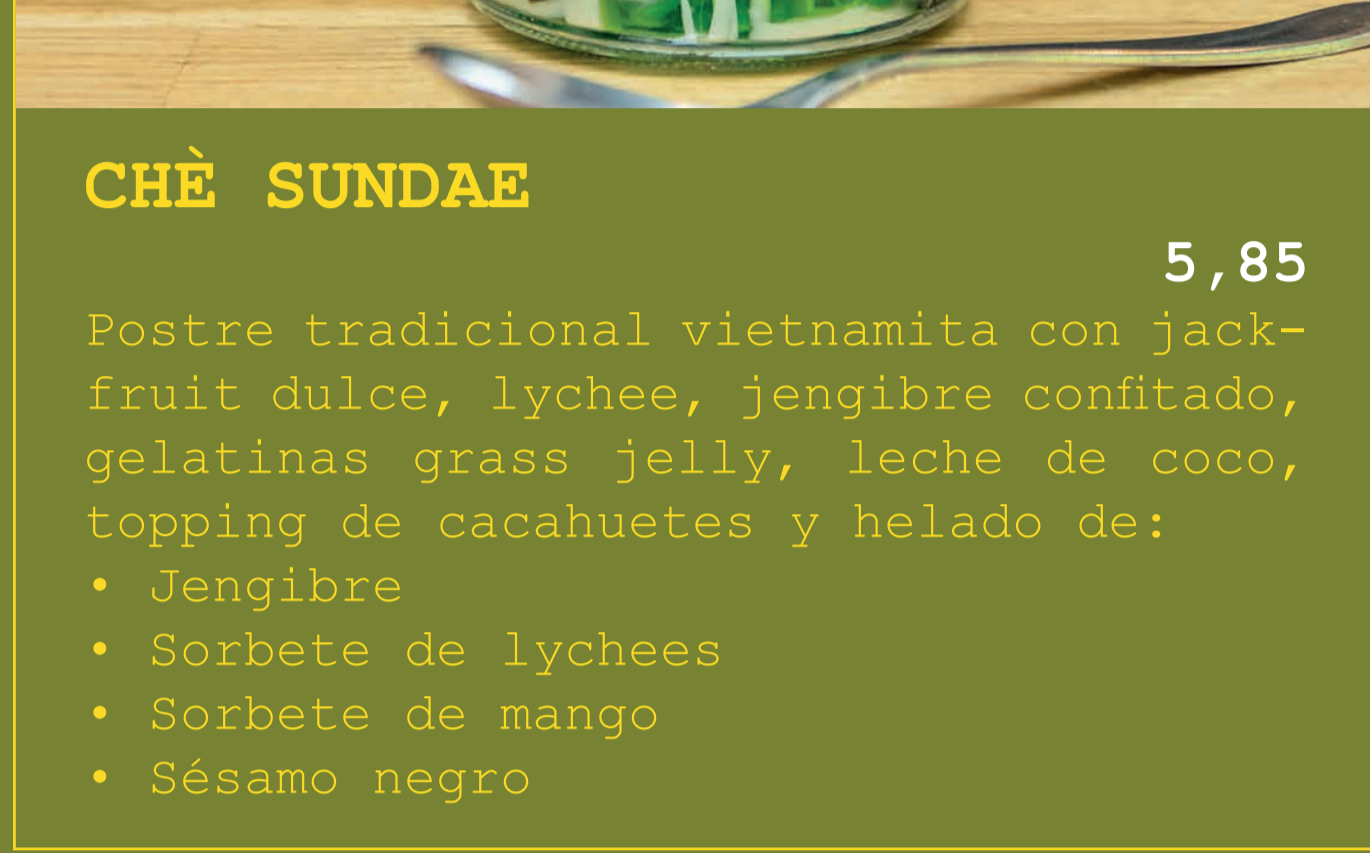 CHÈ SUNDAE
5,85
Postre tradicional vietnamita con jack-
fruit dulce, lychee, jengibre confitado,
gelatinas grass jelly, leche de coco,
topping de cacahuetes y helado de:
• Jengibre
• Sorbete de lychees
• Sorbete de mango
• Sésamo negro